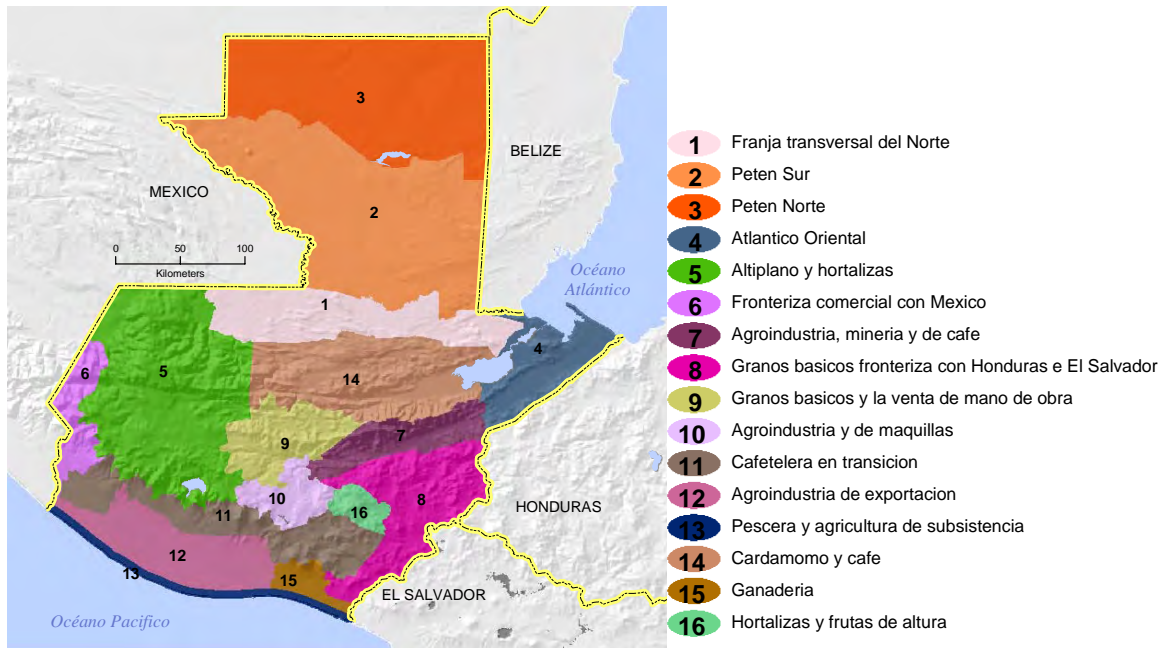 3
BELIZE
MEXICO
2
0 50 100
Kilometers
Océano
Atlántico
1
4
6
5
14
9
7
10
16
8
11
HONDURAS
12
13
15
EL SALVADOR
Océano Pacifico
1 Franja transversal del Norte
2 Peten Sur
3 Peten Norte
4 Atlantico Oriental
5 Altiplano y hortalizas
6 Fronteriza comercial con Mexico
7 Agroindustria, mineria y de cafe
8 Granos basicos fronteriza con Honduras e El Salvador
9 Granos basicos y la venta de mano de obra
10 Agroindustria y de maquillas
11 Cafetelera en transicion
12 Agroindustria de exportacion
13 Pescera y agricultura de subsistencia
14 Cardamomo y cafe
15 Ganaderia
16 Hortalizas y frutas de altura